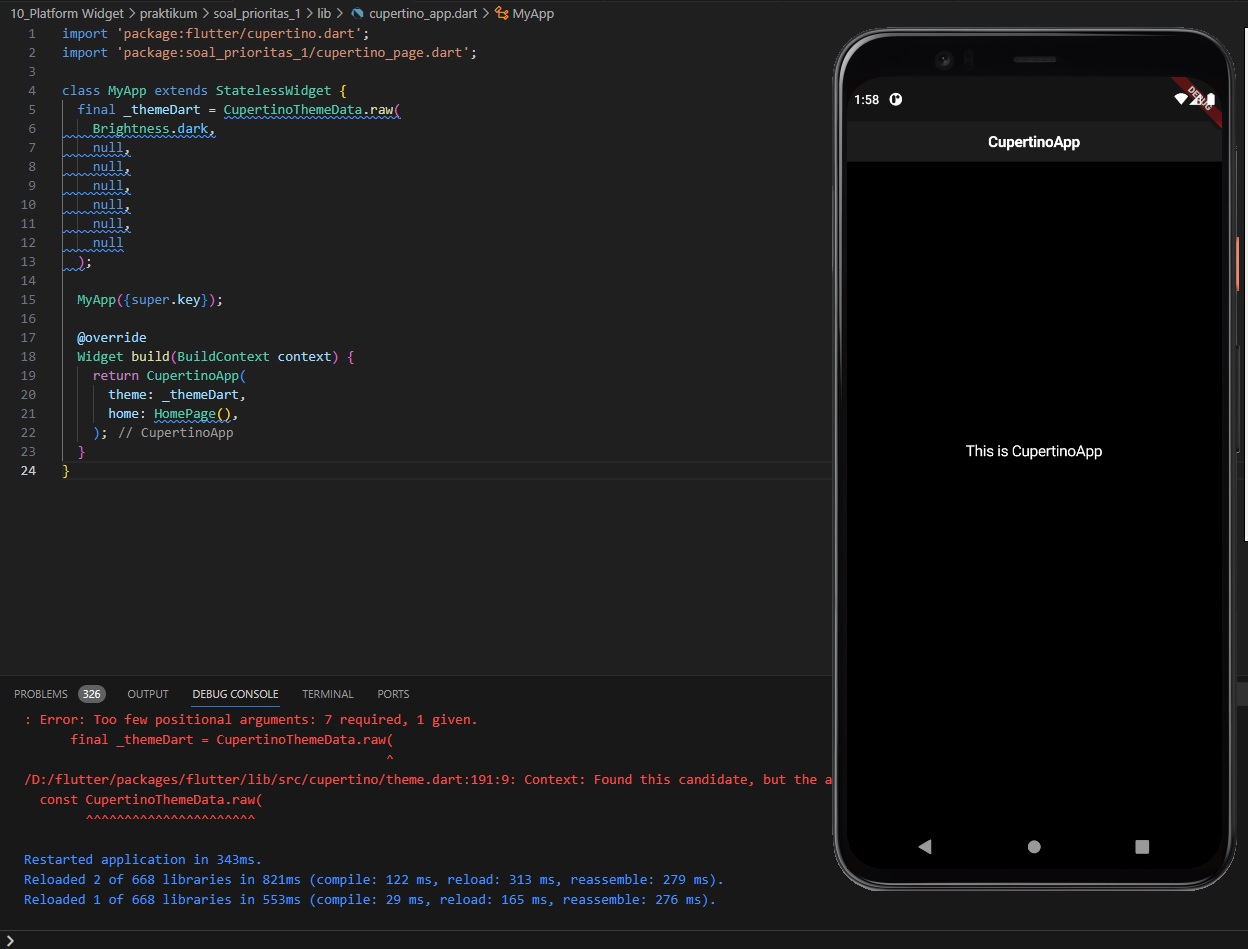 10_Platform Widget > praktikum > soal_prioritas_1 > lib > cupertino_app.dart > MyApp
1 import 'package:flutter/cupertino.dart';
2 import 'package:soal_prioritas_1/cupertino_page.dart';
3
4 class MyApp extends StatelessWidget {
5 final _themeDart = CupertinoThemeData.raw(
6 Brightness.dark,
7 null,
8 null,
9 null,
10 null,
11 null,
12 null
13 );
14
15 MyApp({super.key});
16
17 @override
18 Widget build(BuildContext context) {
19 return CupertinoApp(
20 theme: _themeDart,
21 home: HomePage(),
22 ); // CupertinoApp
23 }
24 }
1:58
DEBUG
CupertinoApp
This is CupertinoApp
PROBLEMS 326 OUTPUT DEBUG CONSOLE TERMINAL PORTS
: Error: Too few positional arguments: 7 required, 1 given.
final _themeDart = CupertinoThemeData.raw(
^
/D:/flutter/packages/flutter/lib/src/cupertino/theme.dart:191:9: Context: Found this candidate, but the a
const CupertinoThemeData.raw(
^^^^^^^^^^^^^^^^^^^^^^
Restarted application in 343ms.
Reloaded 2 of 668 libraries in 821ms (compile: 122 ms, reload: 313 ms, reassemble: 279 ms).
Reloaded 1 of 668 libraries in 553ms (compile: 29 ms, reload: 165 ms, reassemble: 276 ms).
>